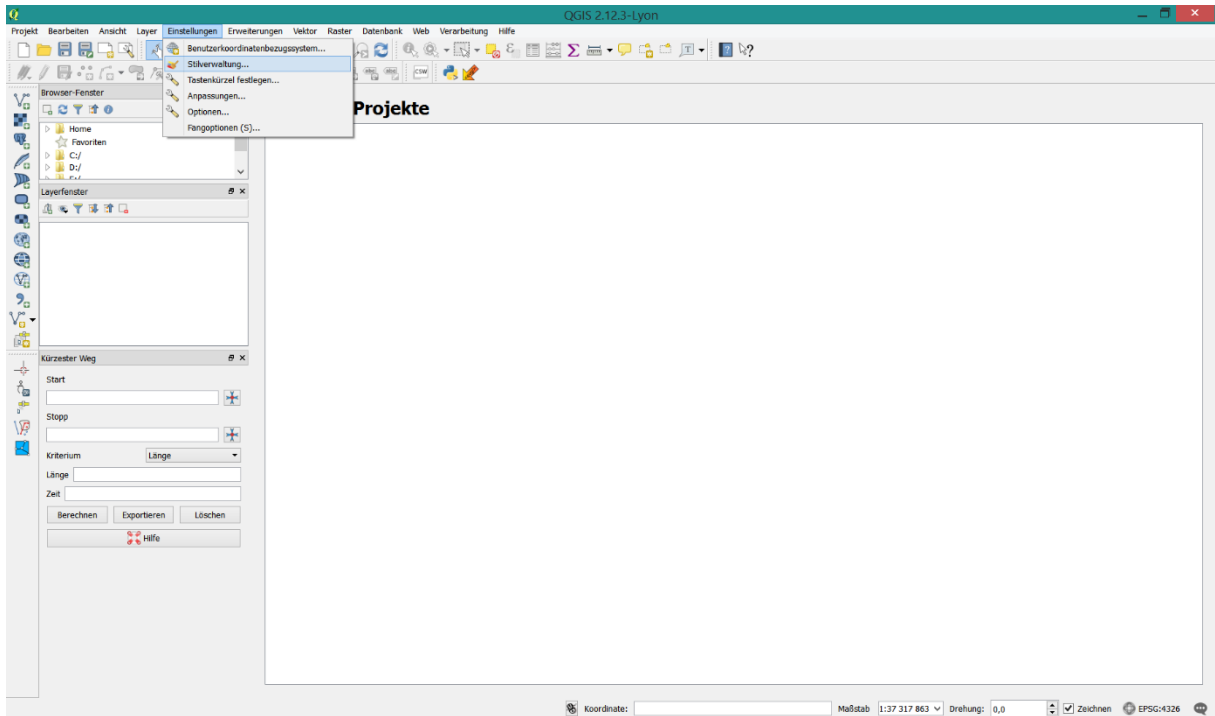 QGIS 2.12.3-Lyon
Projekt Bearbeiten Ansicht Layer Einstellungen Erweiterungen Vektor Raster Datenbank Web Verarbeitung Hilfe
Benutzerkoordinatenbezugssystem...
Stilverwaltung...
Tastenkürzel festlegen...
Anpassungen...
Optionen...
Fangoptionen (S)...
CSW
Browser-Fenster
Home
Favoriten
C:/
D:/
Projekte
Layerfenster
Kürzester Weg
Start
Stopp
Kriterium Länge
Länge
Zeit
Berechnen Exportieren Löschen
Hilfe
Koordinate: Maßstab 1:37 317 863 Drehung: 0,0 Zeichnen EPSG:4326